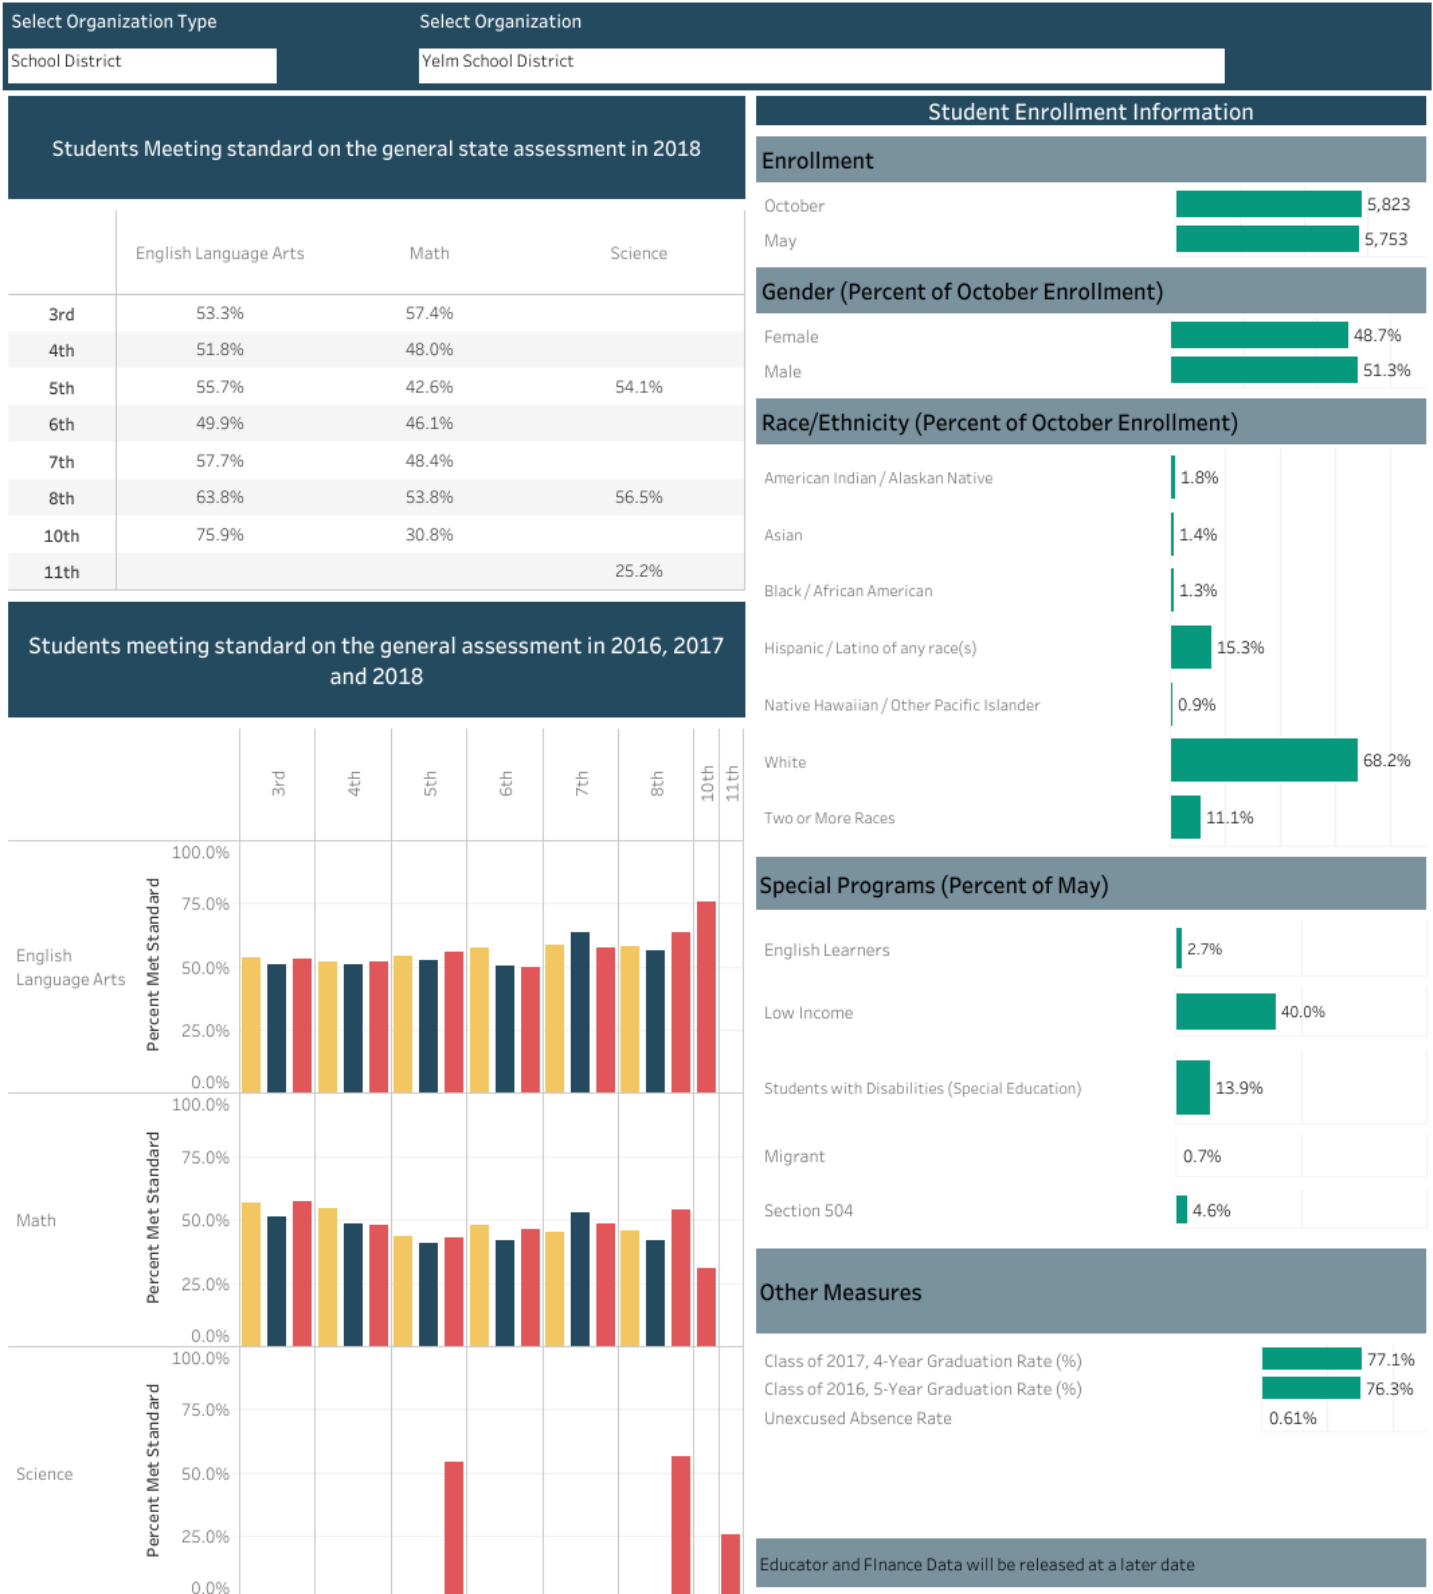 Select Organization Type
Select Organization
School District
Yelm School District
Students Meeting standard on the general state assessment in 2018
English Language Arts Math Science
3rd 53.3% 57.4%
4th 51.8% 48.0%
5th 55.7% 42.6% 54.1%
6th 49.9% 46.1%
7th 57.7% 48.4%
8th 63.8% 53.8% 56.5%
10th 75.9% 30.8%
11th 25.2%
Students meeting standard on the general assessment in 2016, 2017
and 2018
3rd 4th 5th 6th 7th 8th 10th 11th
English
Language Arts
Percent Met Standard
100.0%
75.0%
50.0%
25.0%
0.0%
Math
Percent Met Standard
100.0%
75.0%
50.0%
25.0%
0.0%
Science
Percent Met Standard
100.0%
75.0%
50.0%
25.0%
0.0%
Student Enrollment Information
Enrollment
October 5,823
May 5,753
Gender (Percent of October Enrollment)
Female 48.7%
Male 51.3%
Race/Ethnicity (Percent of October Enrollment)
American Indian / Alaskan Native 1.8%
Asian 1.4%
Black / African American 1.3%
Hispanic / Latino of any race(s) 15.3%
Native Hawaiian / Other Pacific Islander 0.9%
White 68.2%
Two or More Races 11.1%
Special Programs (Percent of May)
English Learners 2.7%
Low Income 40.0%
Students with Disabilities (Special Education) 13.9%
Migrant 0.7%
Section 504 4.6%
Other Measures
Class of 2017, 4-Year Graduation Rate (%) 77.1%
Class of 2016, 5-Year Graduation Rate (%) 76.3%
Unexcused Absence Rate 0.61%
Educator and FInance Data will be released at a later date